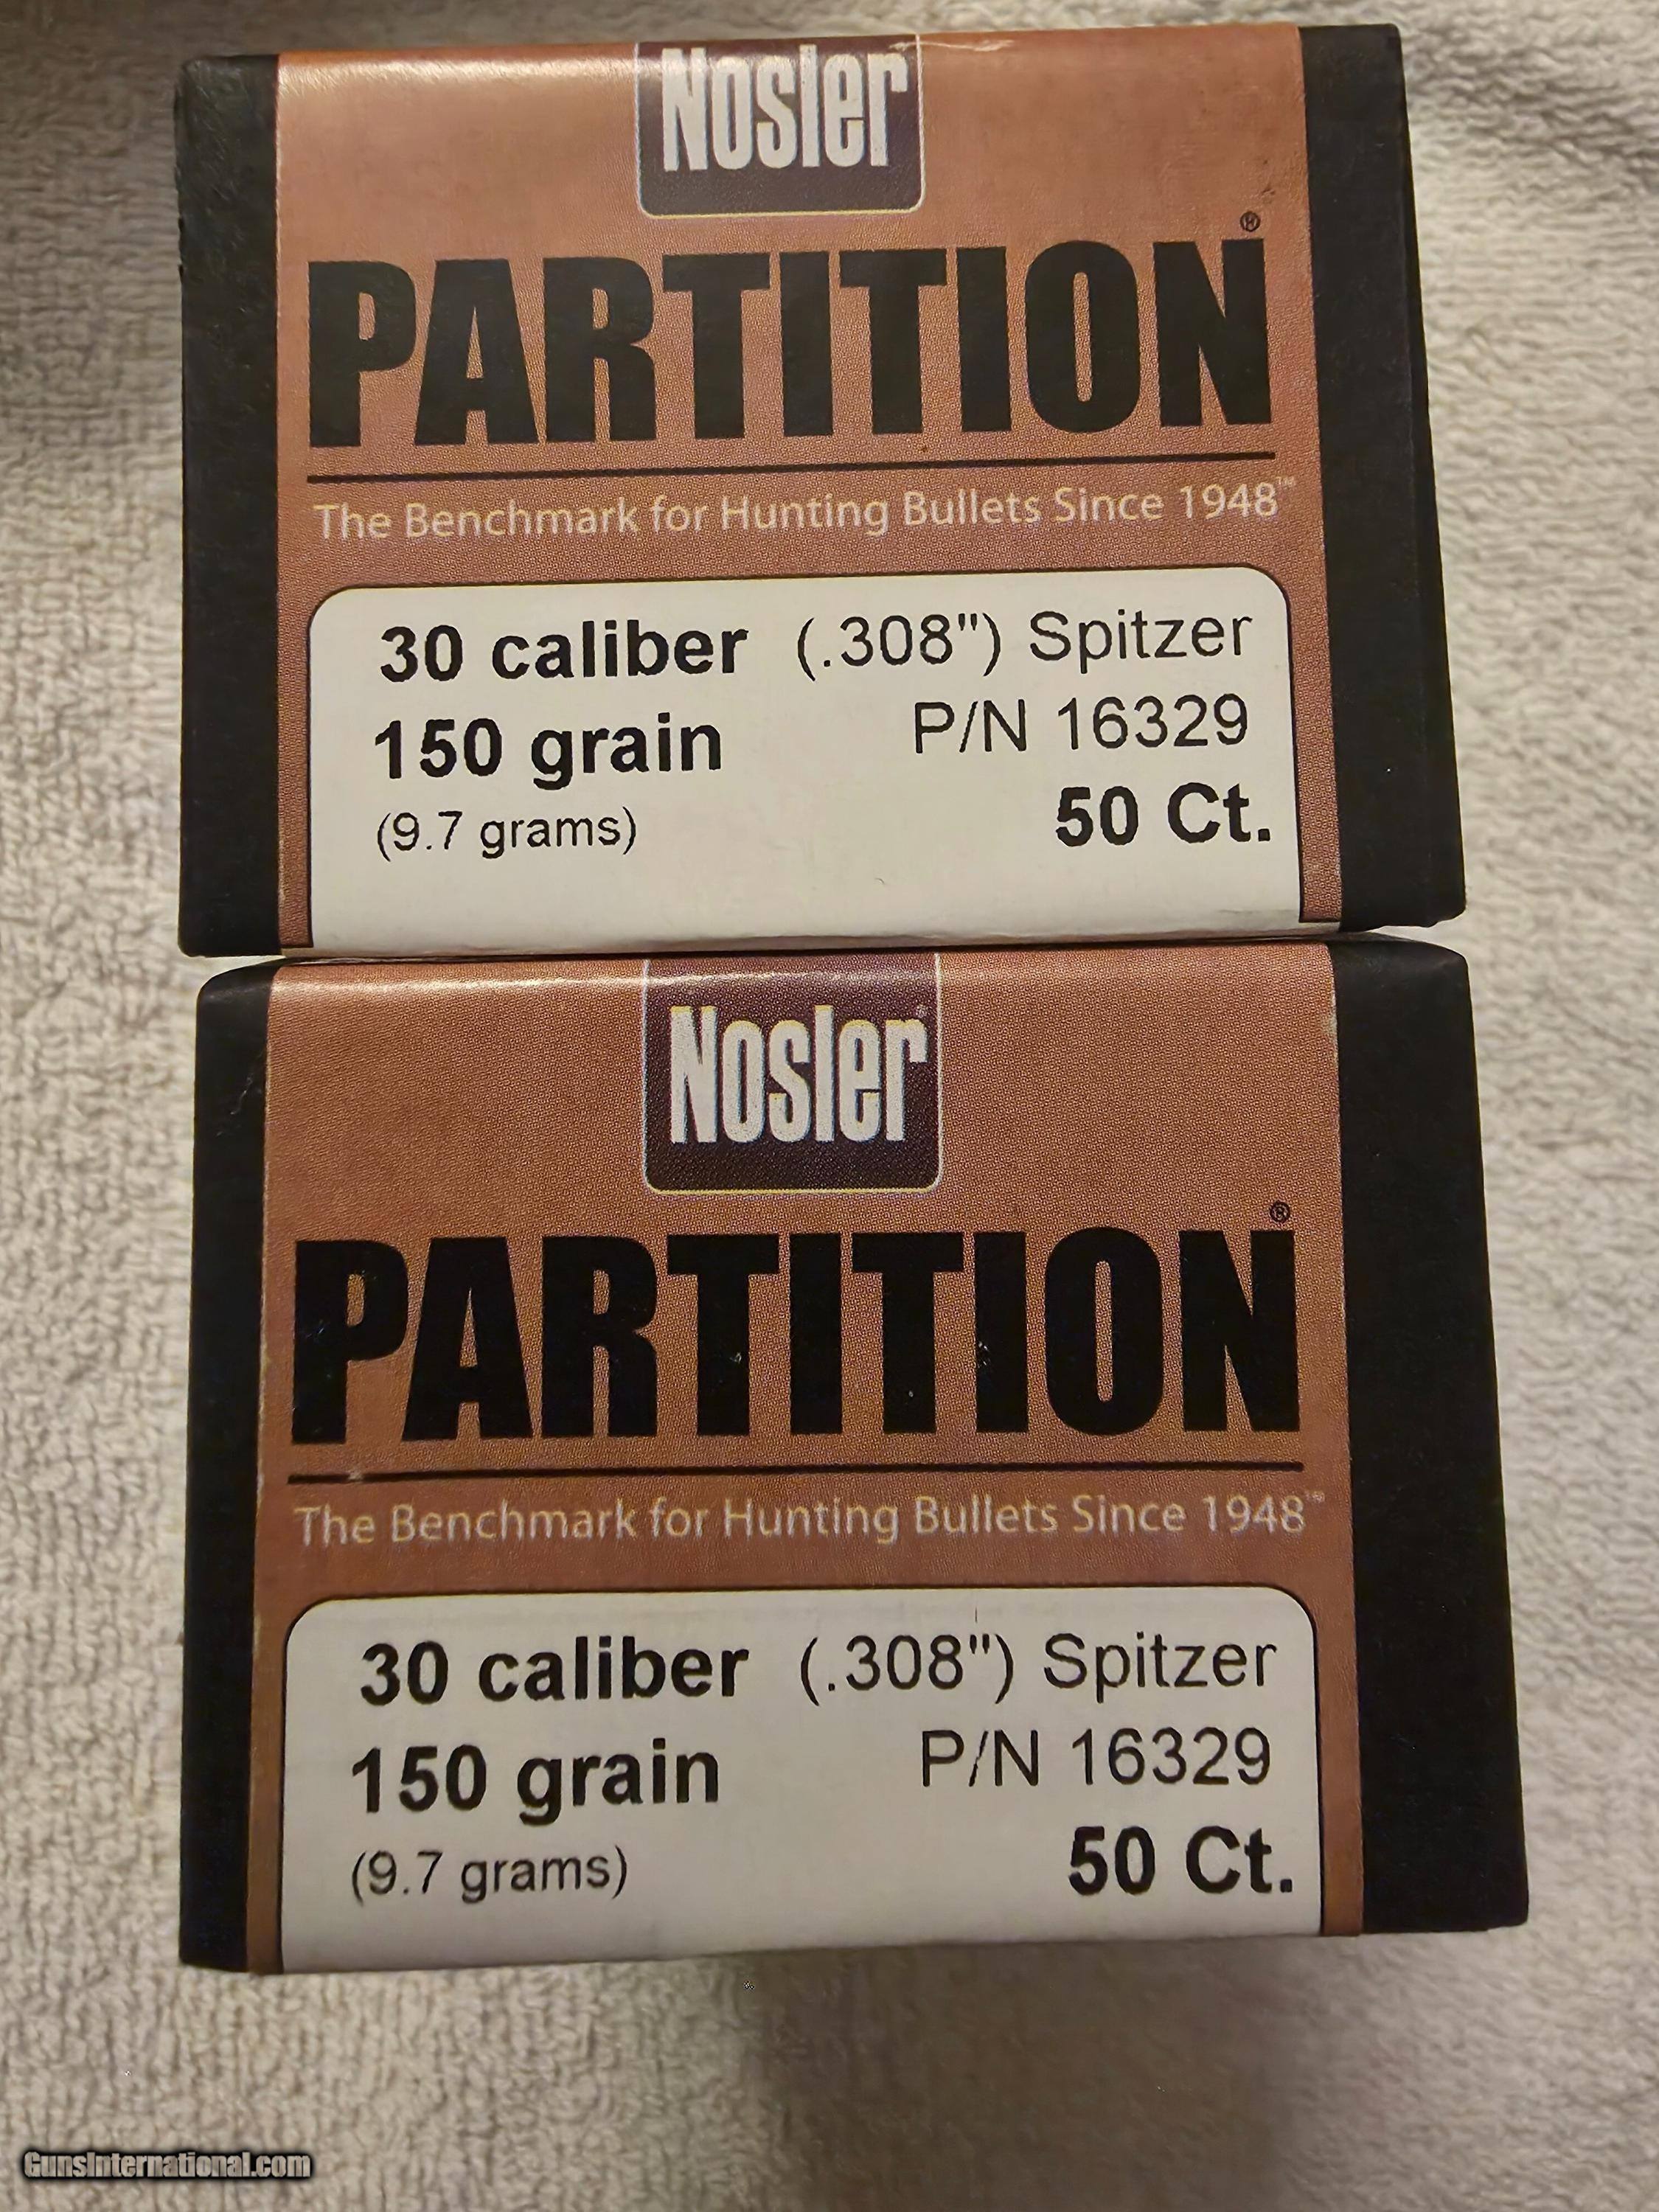 Nosler
PARTITION®
The Benchmark for Hunting Bullets Since 1948™
30 caliber (.308") Spitzer
150 grain P/N 16329
(9.7 grams) 50 Ct.
Nosler®
PARTITION®
The Benchmark for Hunting Bullets Since 1948™
30 caliber (.308") Spitzer
150 grain P/N 16329
(9.7 grams) 50 Ct.
GunsInternational.com